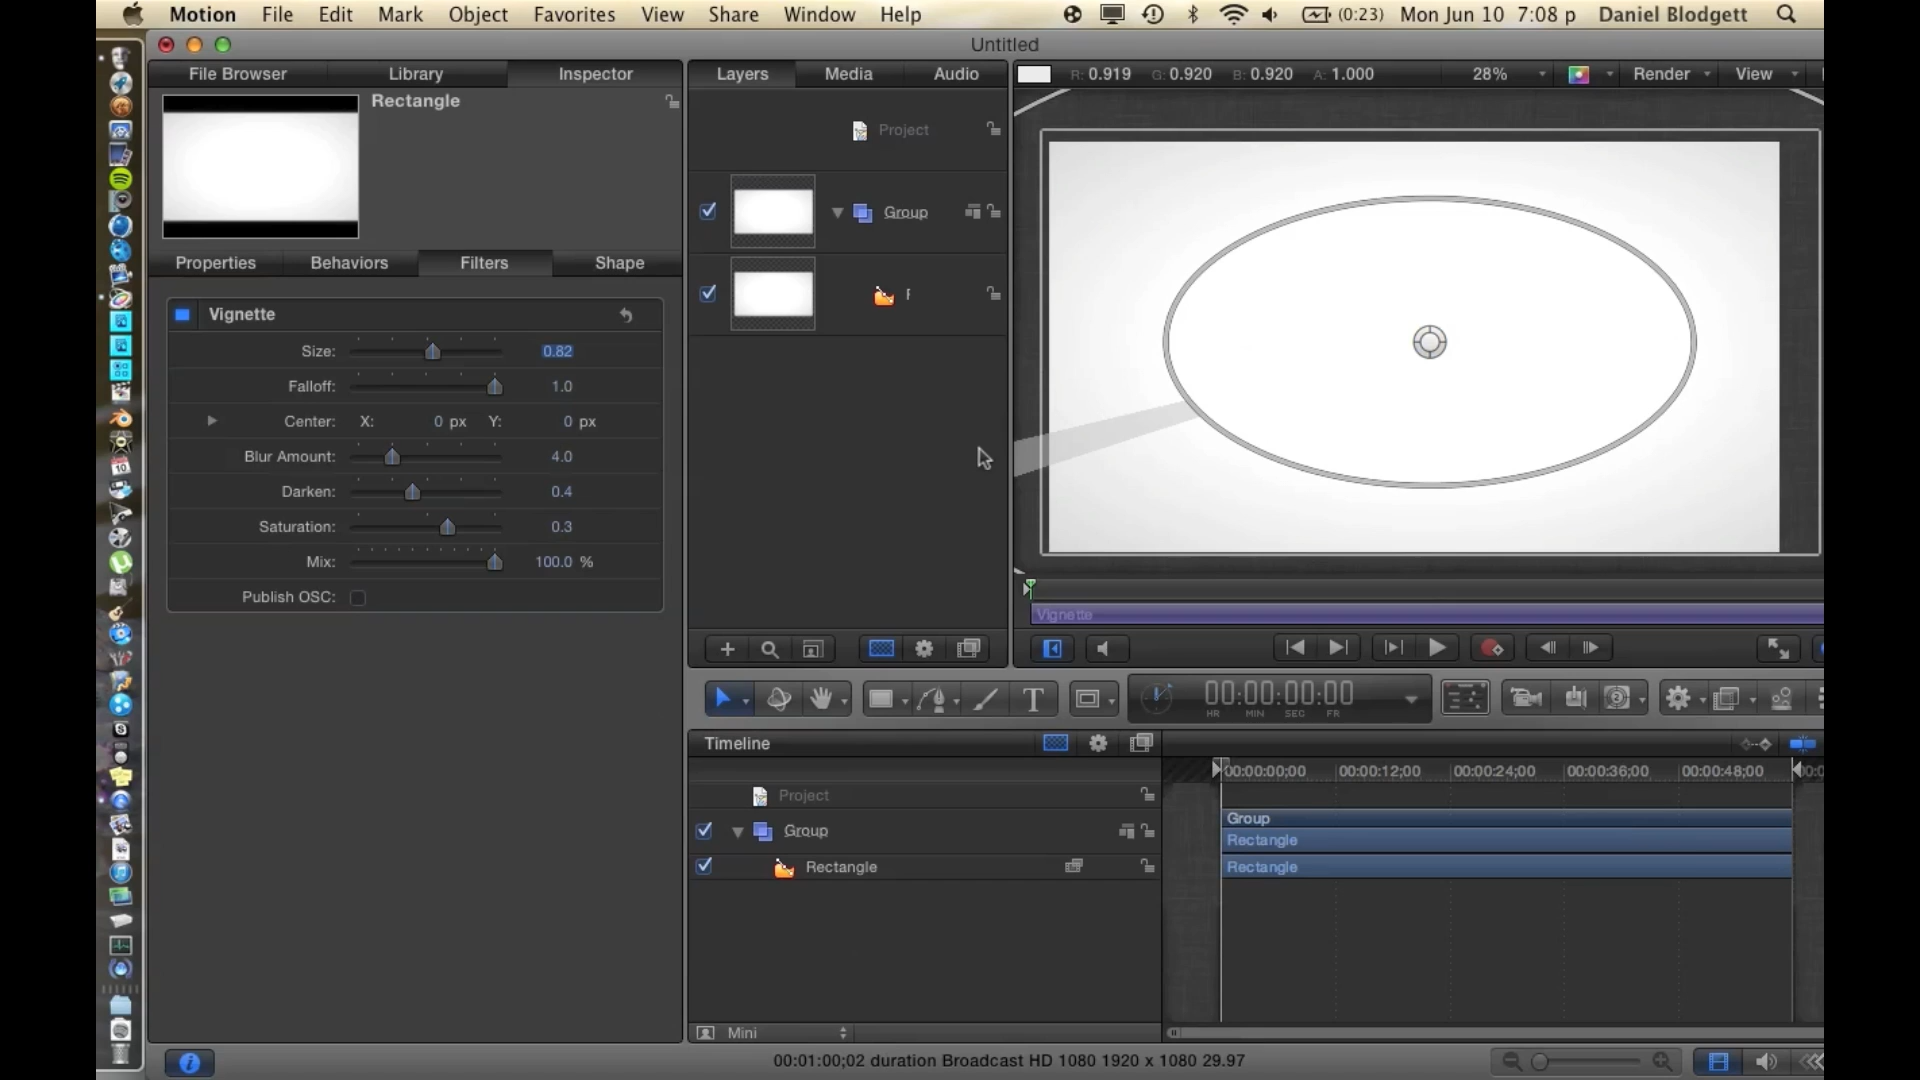 Motion File Edit Mark Object Favorites View Share Window Help (0:23) Mon Jun 10 7:08 p Daniel Blodgett
Untitled
File Browser Library Inspector
Rectangle
Properties Behaviors Filters Shape
Vignette
Size: 0.82
Falloff: 1.0
Center: X: 0 px Y: 0 px
Blur Amount: 4.0
Darken: 0.4
Saturation: 0.3
Mix: 100.0 %
Publish OSC:
Layers Media Audio
Project
Group
R: 0.919 G: 0.920 B: 0.920 A: 1.000 28% Render View
Vignette
T
00:00:00:00
HR MIN SEC FR
Timeline
00:00:00;00 00:00:12;00 00:00:24;00 00:00:36;00 00:00:48;00
Project
Group
Rectangle
Group
Rectangle
Rectangle
Mini
00:01:00;02 duration Broadcast HD 1080 1920 x 1080 29.97